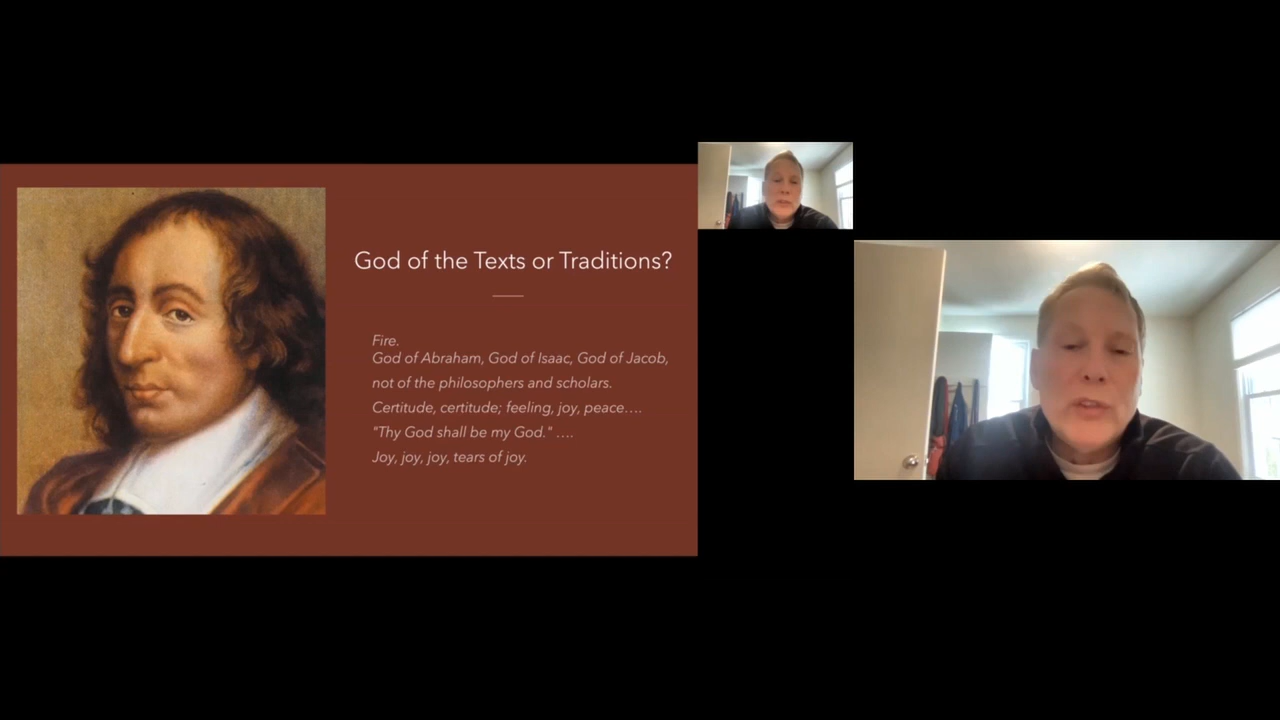 God of the Texts or Traditions?
Fire.
God of Abraham, God of Isaac, God of Jacob,
not of the philosophers and scholars.
Certitude, certitude; feeling, joy, peace….
"Thy God shall be my God." ….
Joy, joy, joy, tears of joy.